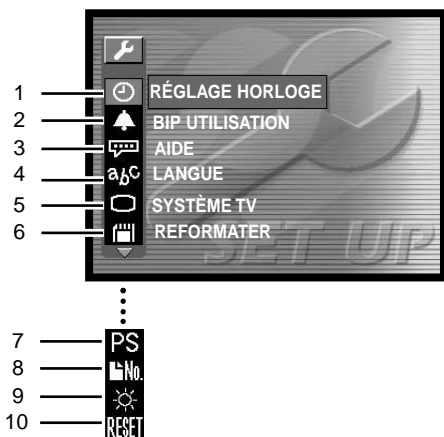 1 RÉGLAGE HORLOGE
2 BIP UTILISATION
3 AIDE
4 abc LANGUE
5 SYSTÈME TV
6 REFORMATER
SET UP
7 PS
8 No.
9
10 RESET